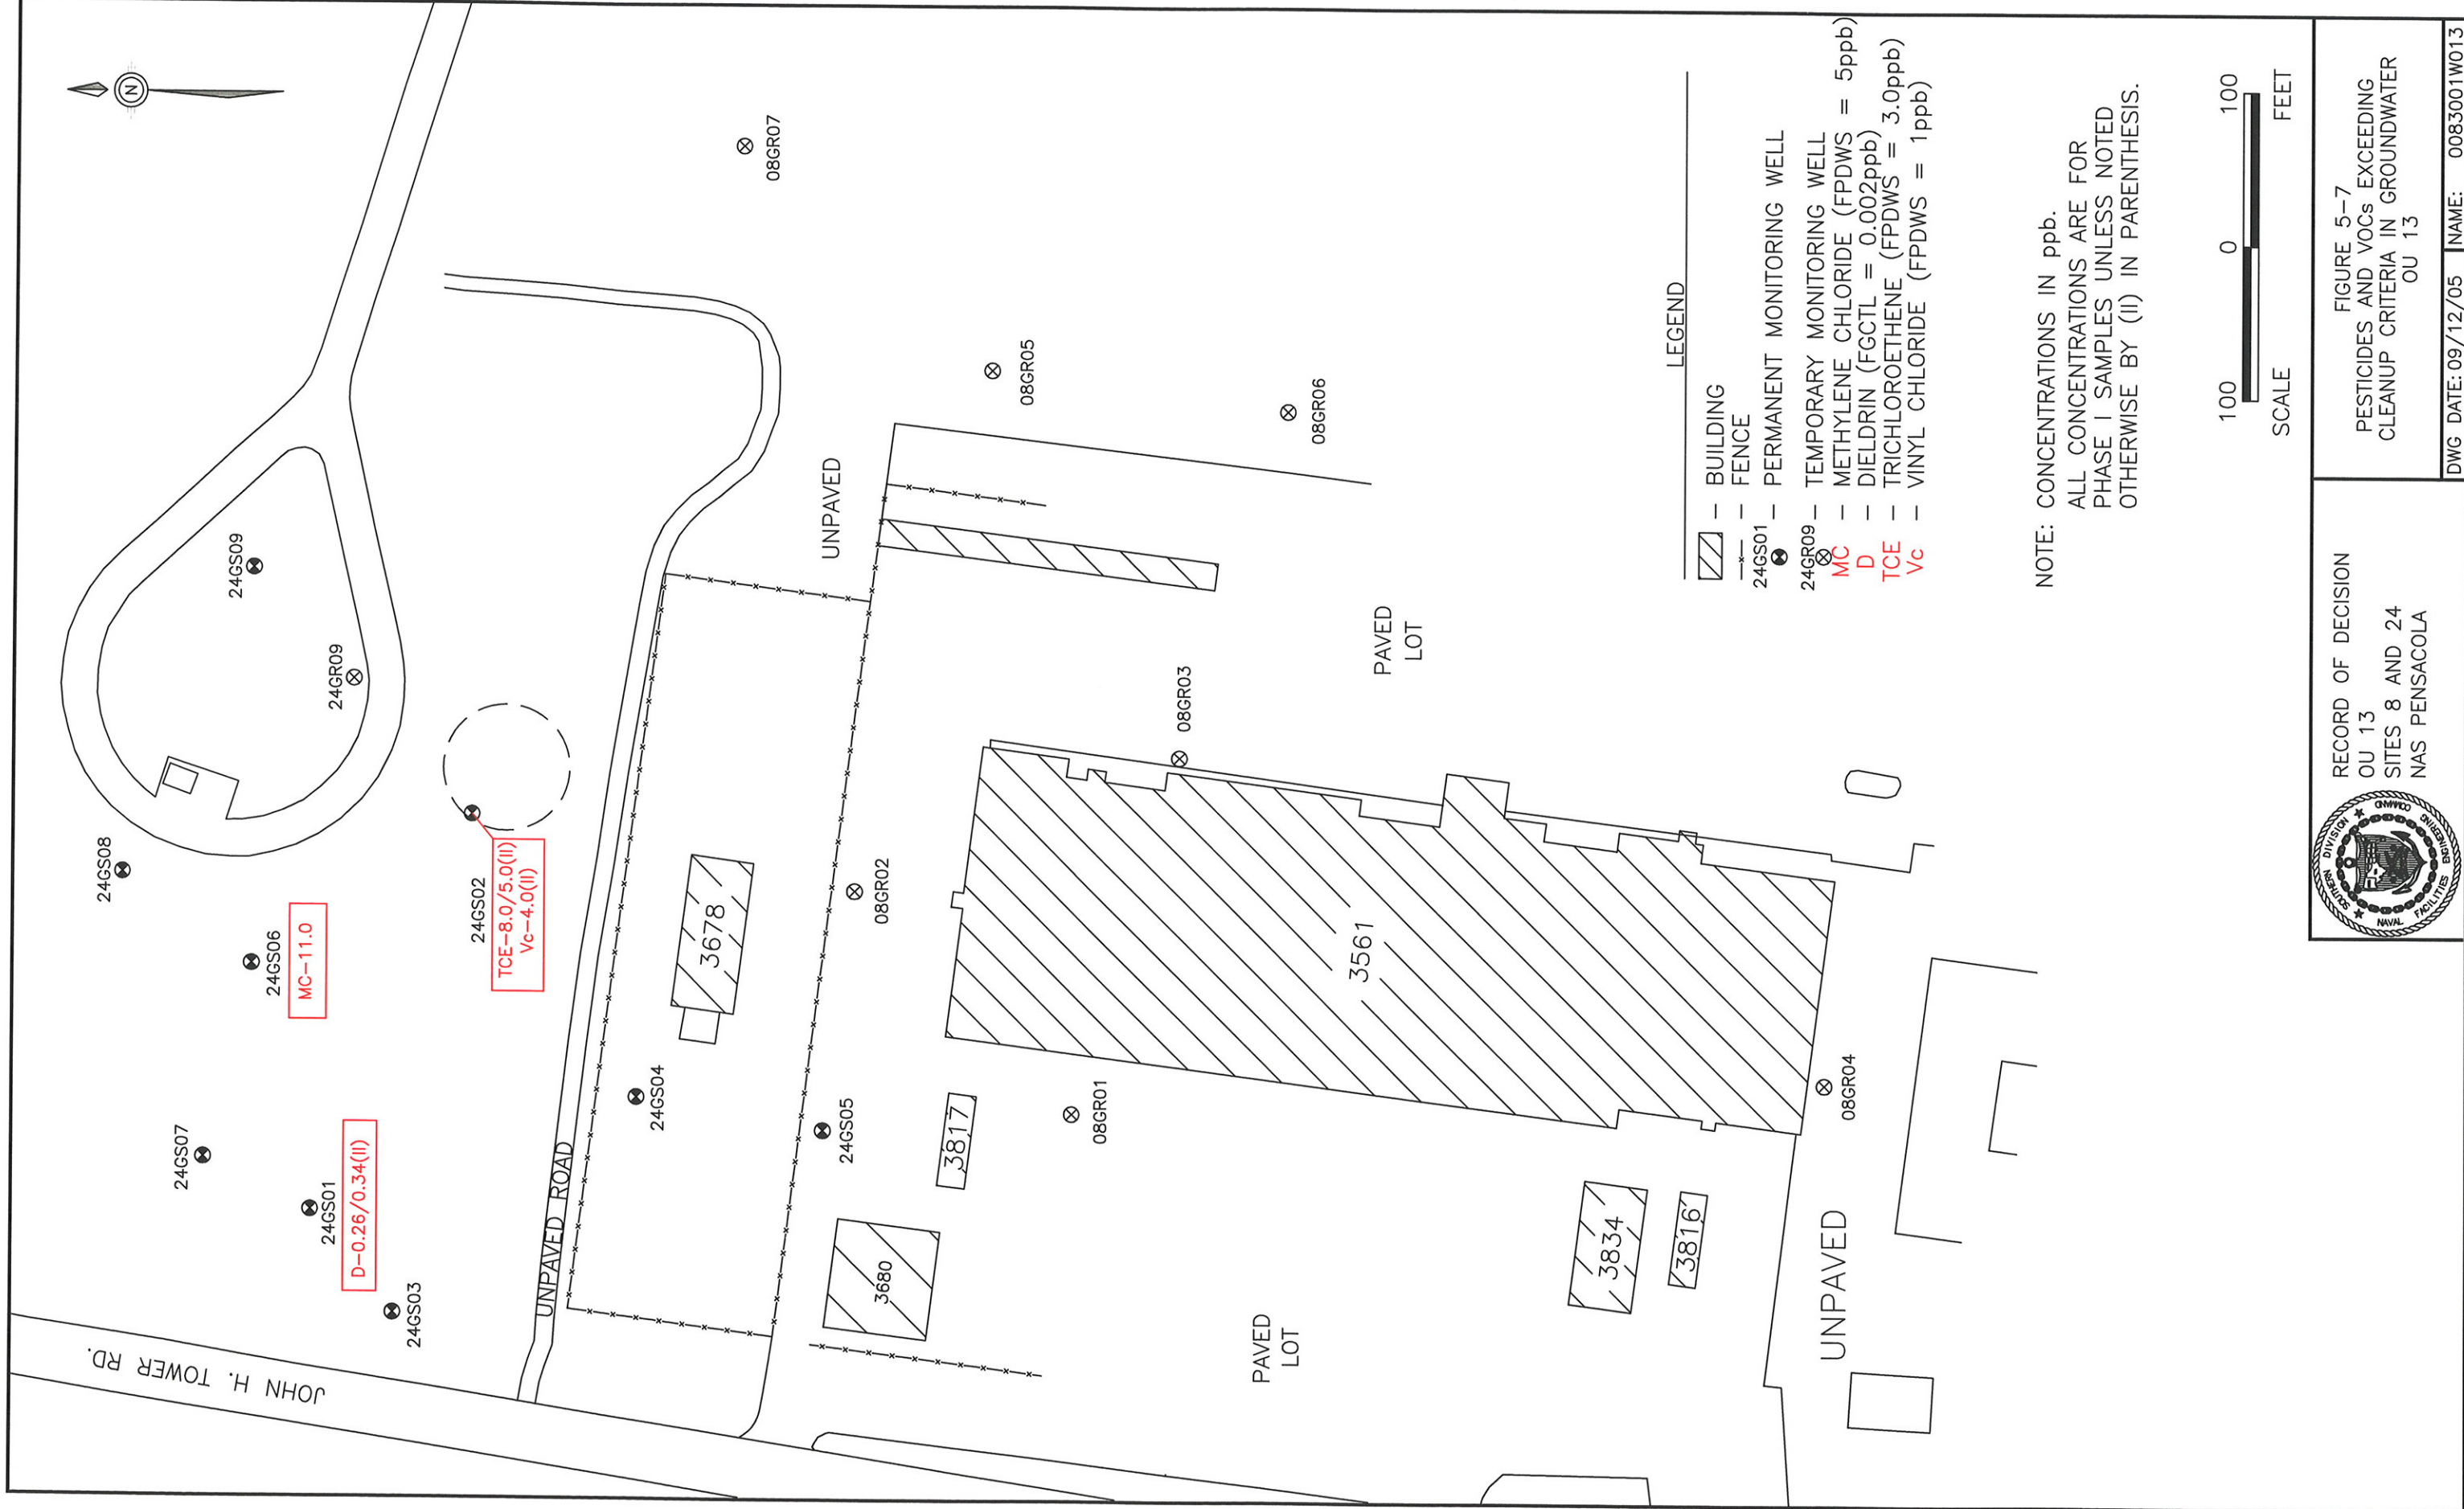 N
JOHN H. TOWER RD.
24GS07
24GS01
D-0.26/0.34(II)
24GS03
24GS08
24GS06
MC-11.0
24GS02
TCE-8.0/5.0(II)
Vc-4.0(II)
24GS09
24GR09
08GR07
08GR05
08GR06
UNPAVED ROAD
UNPAVED
24GS04
24GS05
3678
08GR02
3680
3817
08GR01
3561
08GR03
PAVED
LOT
PAVED
LOT
3834
3816
08GR04
UNPAVED
LEGEND
– BUILDING
– FENCE
24GS01 – PERMANENT MONITORING WELL
24GR09 – TEMPORARY MONITORING WELL
MC – METHYLENE CHLORIDE (FPDWS = 5ppb)
D – DIELDRIN (FGCTL = 0.002ppb)
TCE – TRICHLOROETHENE (FPDWS = 3.0ppb)
Vc – VINYL CHLORIDE (FPDWS = 1ppb)
NOTE: CONCENTRATIONS IN ppb.
ALL CONCENTRATIONS ARE FOR
PHASE I SAMPLES UNLESS NOTED
OTHERWISE BY (II) IN PARENTHESIS.
100 0 100
SCALE FEET
SOUTHERN DIVISION
NAVAL FACILITIES ENGINEERING COMMAND
RECORD OF DECISION
OU 13
SITES 8 AND 24
NAS PENSACOLA
FIGURE 5-7
PESTICIDES AND VOCs EXCEEDING
CLEANUP CRITERIA IN GROUNDWATER
OU 13
DWG DATE: 09/12/05 NAME: 0083001W013